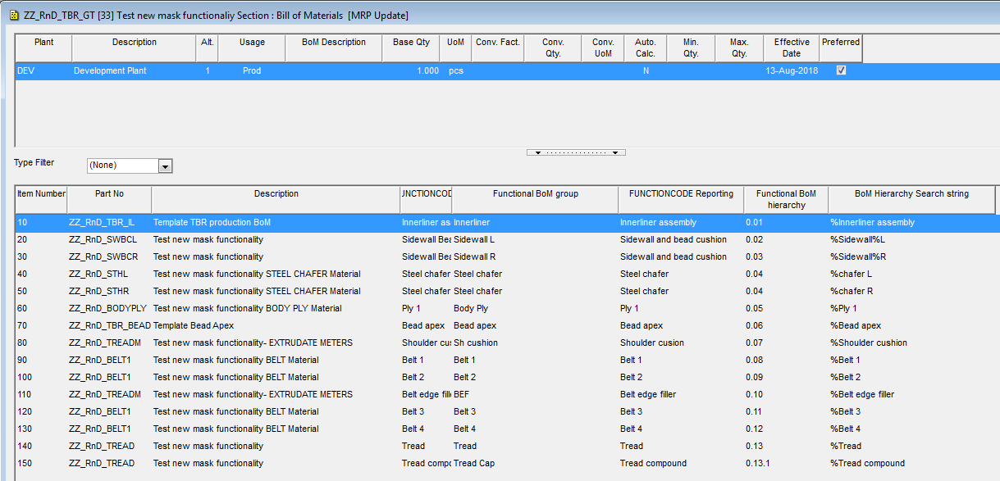 ZZ_RnD_TBR_GT [33] Test new mask functionaliy Section : Bill of Materials [MRP Update]
Plant Description Alt. Usage BoM Description Base Qty UoM Conv. Fact. Conv. Qty. Conv. UoM Auto. Calc. Min. Qty. Max. Qty. Effective Date Preferred
DEV Development Plant 1 Prod 1.000 pcs N 13-Aug-2018
Type Filter (None)
Item Number Part No Description UNCTIONCOD Functional BoM group FUNCTIONCODE Reporting Functional BoM hierarchy BoM Hierarchy Search string
10 ZZ_RnD_TBR_IL Template TBR production BoM Innerliner as Innerliner Innerliner assembly 0.01 %Innerliner assembly
20 ZZ_RnD_SWBCL Test new mask functionality Sidewall Bea Sidewall L Sidewall and bead cushion 0.02 %Sidewall%L
30 ZZ_RnD_SWBCR Test new mask functionality Sidewall Bea Sidewall R Sidewall and bead cushion 0.03 %Sidewall%R
40 ZZ_RnD_STHL Test new mask functionality STEEL CHAFER Material Steel chafer Steel chafer Steel chafer 0.04 %chafer L
50 ZZ_RnD_STHR Test new mask functionality STEEL CHAFER Material Steel chafer Steel chafer Steel chafer 0.04 %chafer R
60 ZZ_RnD_BODYPLY Test new mask functionality BODY PLY Material Ply 1 Body Ply Ply 1 0.05 %Ply 1
70 ZZ_RnD_TBR_BEAD Template Bead Apex Bead apex Bead apex Bead apex 0.06 %Bead apex
80 ZZ_RnD_TREADM Test new mask functionality- EXTRUDATE METERS Shoulder cus Sh cushion Shoulder cusion 0.07 %Shoulder cushion
90 ZZ_RnD_BELT1 Test new mask functionality BELT Material Belt 1 Belt 1 Belt 1 0.08 %Belt 1
100 ZZ_RnD_BELT1 Test new mask functionality BELT Material Belt 2 Belt 2 Belt 2 0.09 %Belt 2
110 ZZ_RnD_TREADM Test new mask functionality- EXTRUDATE METERS Belt edge fille BEF Belt edge filler 0.10 %Belt edge filler
120 ZZ_RnD_BELT1 Test new mask functionality BELT Material Belt 3 Belt 3 Belt 3 0.11 %Belt 3
130 ZZ_RnD_BELT1 Test new mask functionality BELT Material Belt 4 Belt 4 Belt 4 0.12 %Belt 4
140 ZZ_RnD_TREAD Test new mask functionality Tread Tread Tread 0.13 %Tread
150 ZZ_RnD_TREAD Test new mask functionality Tread compo Tread Cap Tread compound 0.13.1 %Tread compound